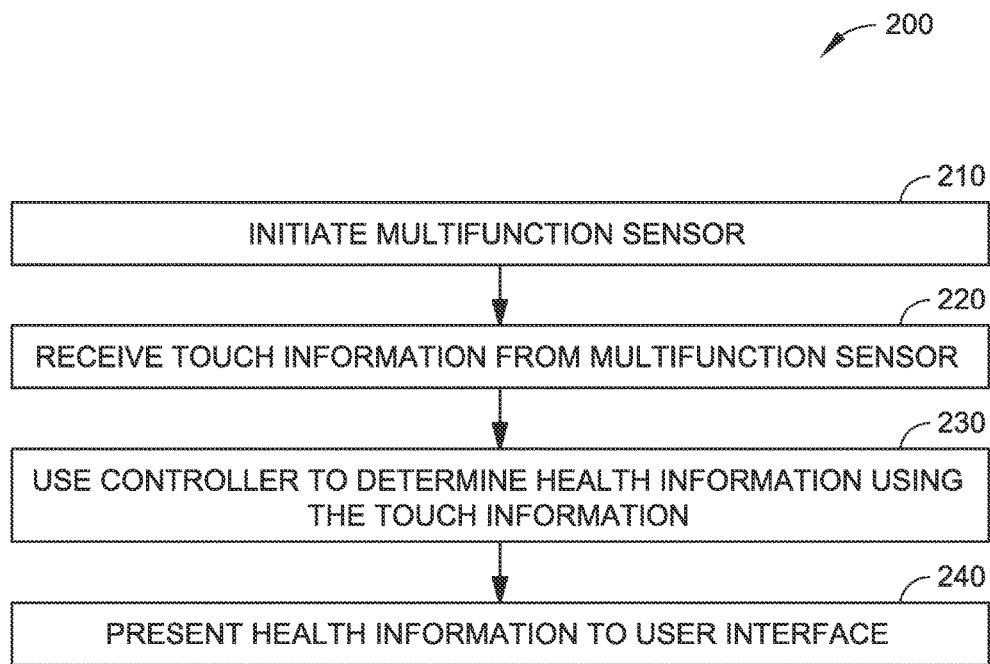 200
210
INITIATE MULTIFUNCTION SENSOR
220
RECEIVE TOUCH INFORMATION FROM MULTIFUNCTION SENSOR
230
USE CONTROLLER TO DETERMINE HEALTH INFORMATION USING
THE TOUCH INFORMATION
240
PRESENT HEALTH INFORMATION TO USER INTERFACE